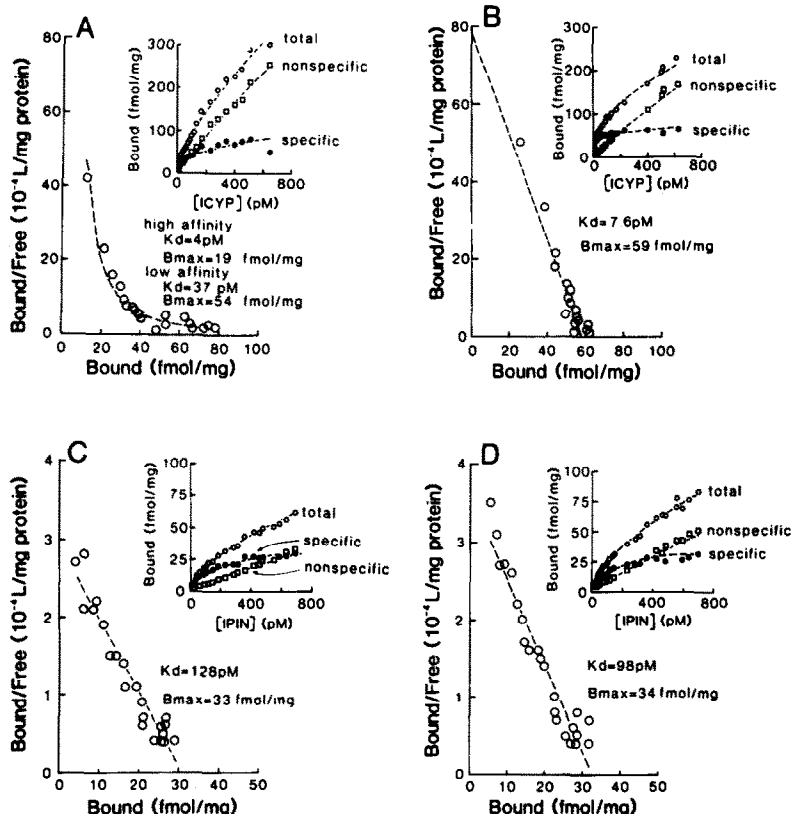 A
Bound/Free (10⁻⁴L/mg protein)
80
60
40
20
0
0 20 40 60 80 100
Bound (fmol/mg)
Bound (fmol/mg)
300
200
100
0
0 400 800
[ICYP] (pM)
total
nonspecific
specific
high affinity
Kd=4pM
Bmax=19 fmol/mg
low affinity
Kd=37 pM
Bmax=54 fmol/mg
B
Bound/Free (10⁻⁴L/mg protein)
80
60
40
20
0
0 20 40 60 80 100
Bound (fmol/mg)
Bound (fmol/mg)
300
200
100
0
0 400 800
[ICYP] (pM)
total
nonspecific
specific
Kd=7 6pM
Bmax=59 fmol/mg
C
Bound/Free (10⁻⁴L/mg protein)
4
3
2
1
0
0 10 20 30 40 50
Bound (fmol/mg)
Bound (fmol/mg)
100
75
50
25
0
0 400 800
[IPIN] (pM)
total
specific
nonspecific
Kd=128pM
Bmax=33 fmol/mg
D
Bound/Free (10⁻⁴L/mg protein)
4
3
2
1
0
0 10 20 30 40 50
Bound (fmol/mg)
Bound (fmol/mg)
100
75
50
25
0
0 400 800
[IPIN] (pM)
total
nonspecific
specific
Kd=98pM
Bmax=34 fmol/mg